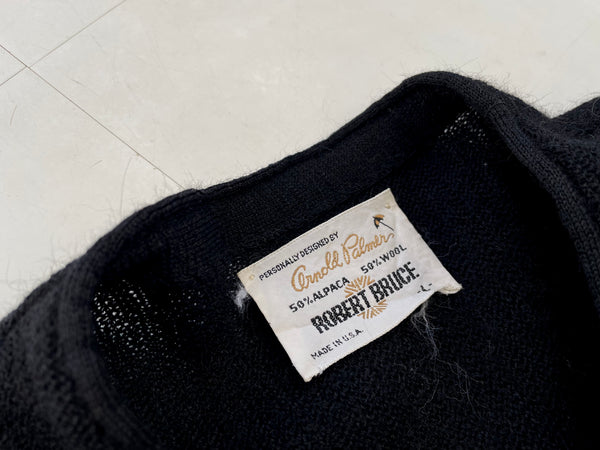 PERSONALLY DESIGNED BY
Arnold Palmer
50% ALPACA 50% WOOL
ROBERT BRUCE
-L-
MADE IN U.S.A.